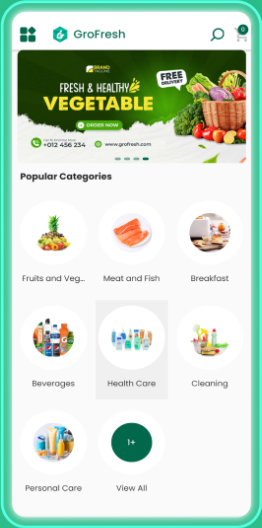 GroFresh
0
BRAND
FRESH & HEALTHY
VEGETABLE
FREE
DELIVERY
ORDER NOW
+012 456 234
www.grofresh.com
Popular Categories
Fruits and Veg...
Meat and Fish
Breakfast
Beverages
Health Care
Cleaning
Personal Care
1+
View All